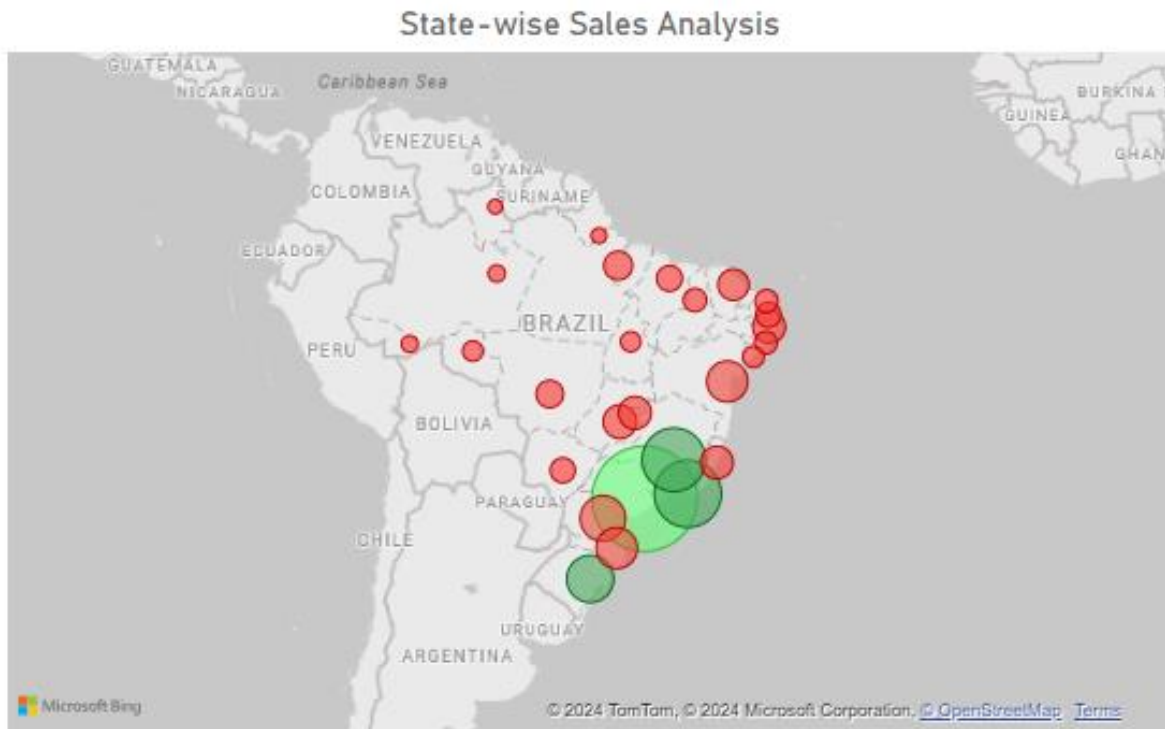 State-wise Sales Analysis
GUATEMALA
NICARAGUA
Caribbean Sea
BURKINA
GUINEA
GHAN
VENEZUELA
GUYANA
SURINAME
COLOMBIA
ECUADOR
BRAZIL
PERU
BOLIVIA
PARAGUAY
CHILE
URUGUAY
ARGENTINA
Microsoft Bing
© 2024 TomTom, © 2024 Microsoft Corporation, © OpenStreetMap Terms